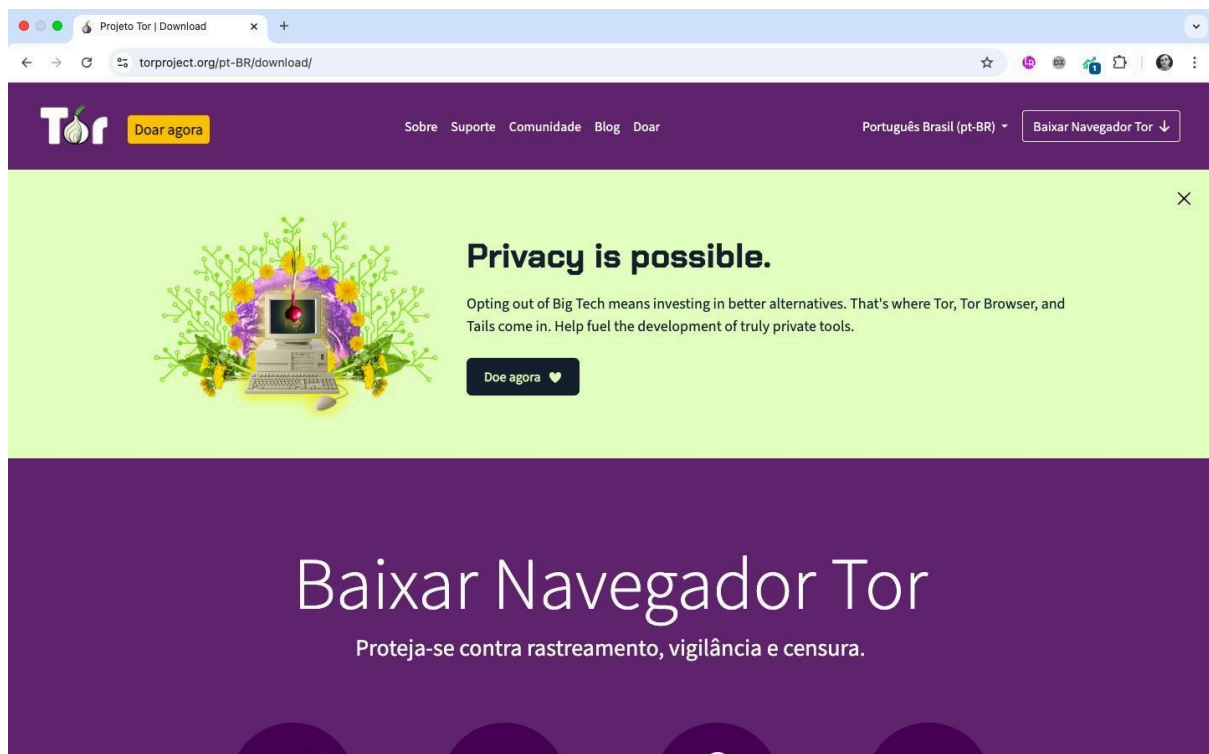 Projeto Tor | Download
torproject.org/pt-BR/download/
Tor
Doar agora
Sobre Suporte Comunidade Blog Doar
Português Brasil (pt-BR)
Baixar Navegador Tor ↓
Privacy is possible.
Opting out of Big Tech means investing in better alternatives. That's where Tor, Tor Browser, and
Tails come in. Help fuel the development of truly private tools.
Doe agora ♥
Baixar Navegador Tor
Proteja-se contra rastreamento, vigilância e censura.